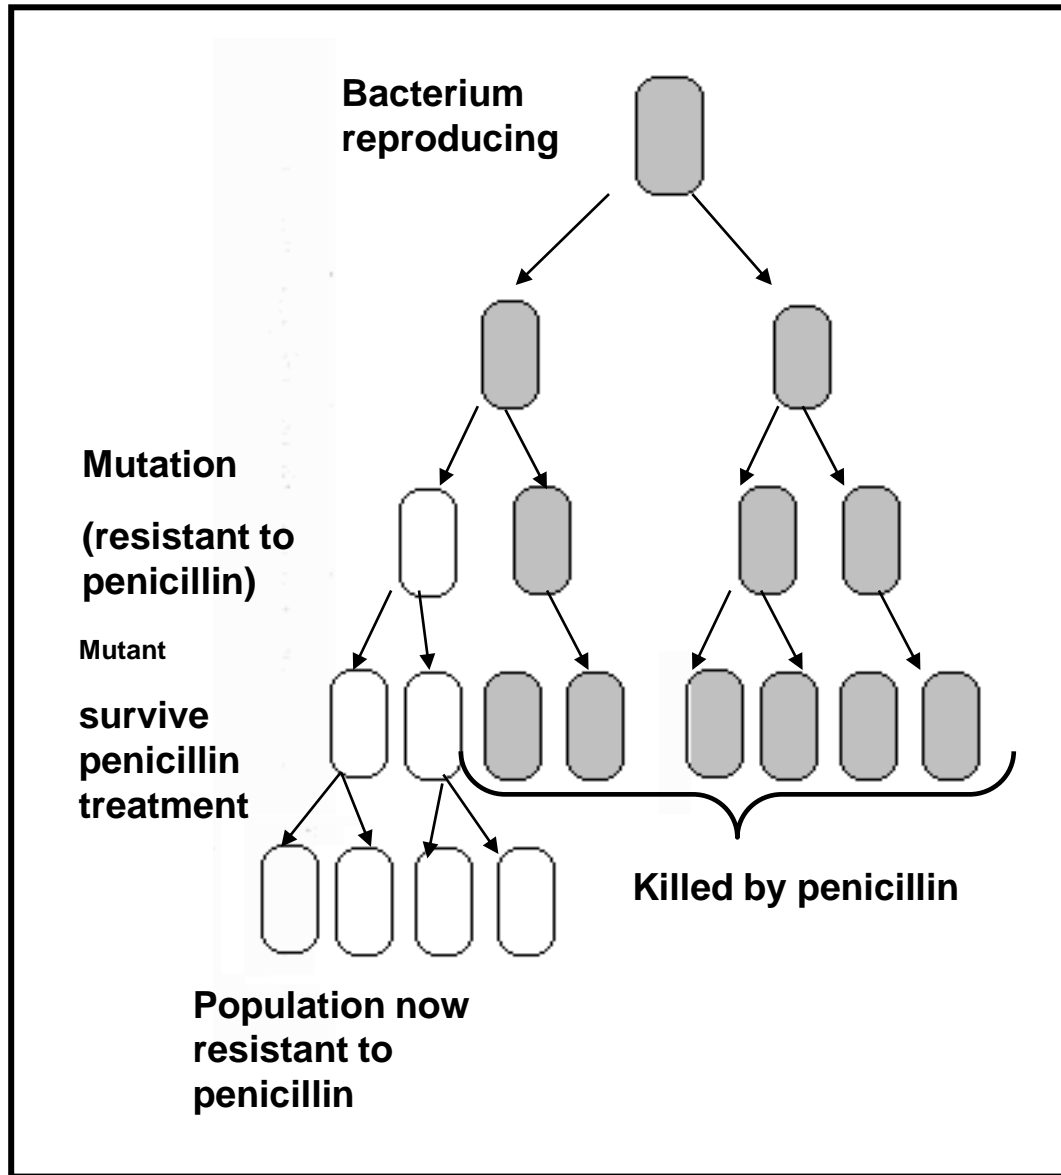 Bacterium
reproducing
Mutation
(resistant to
penicillin)
Mutant
survive
penicillin
treatment
Killed by penicillin
Population now
resistant to
penicillin